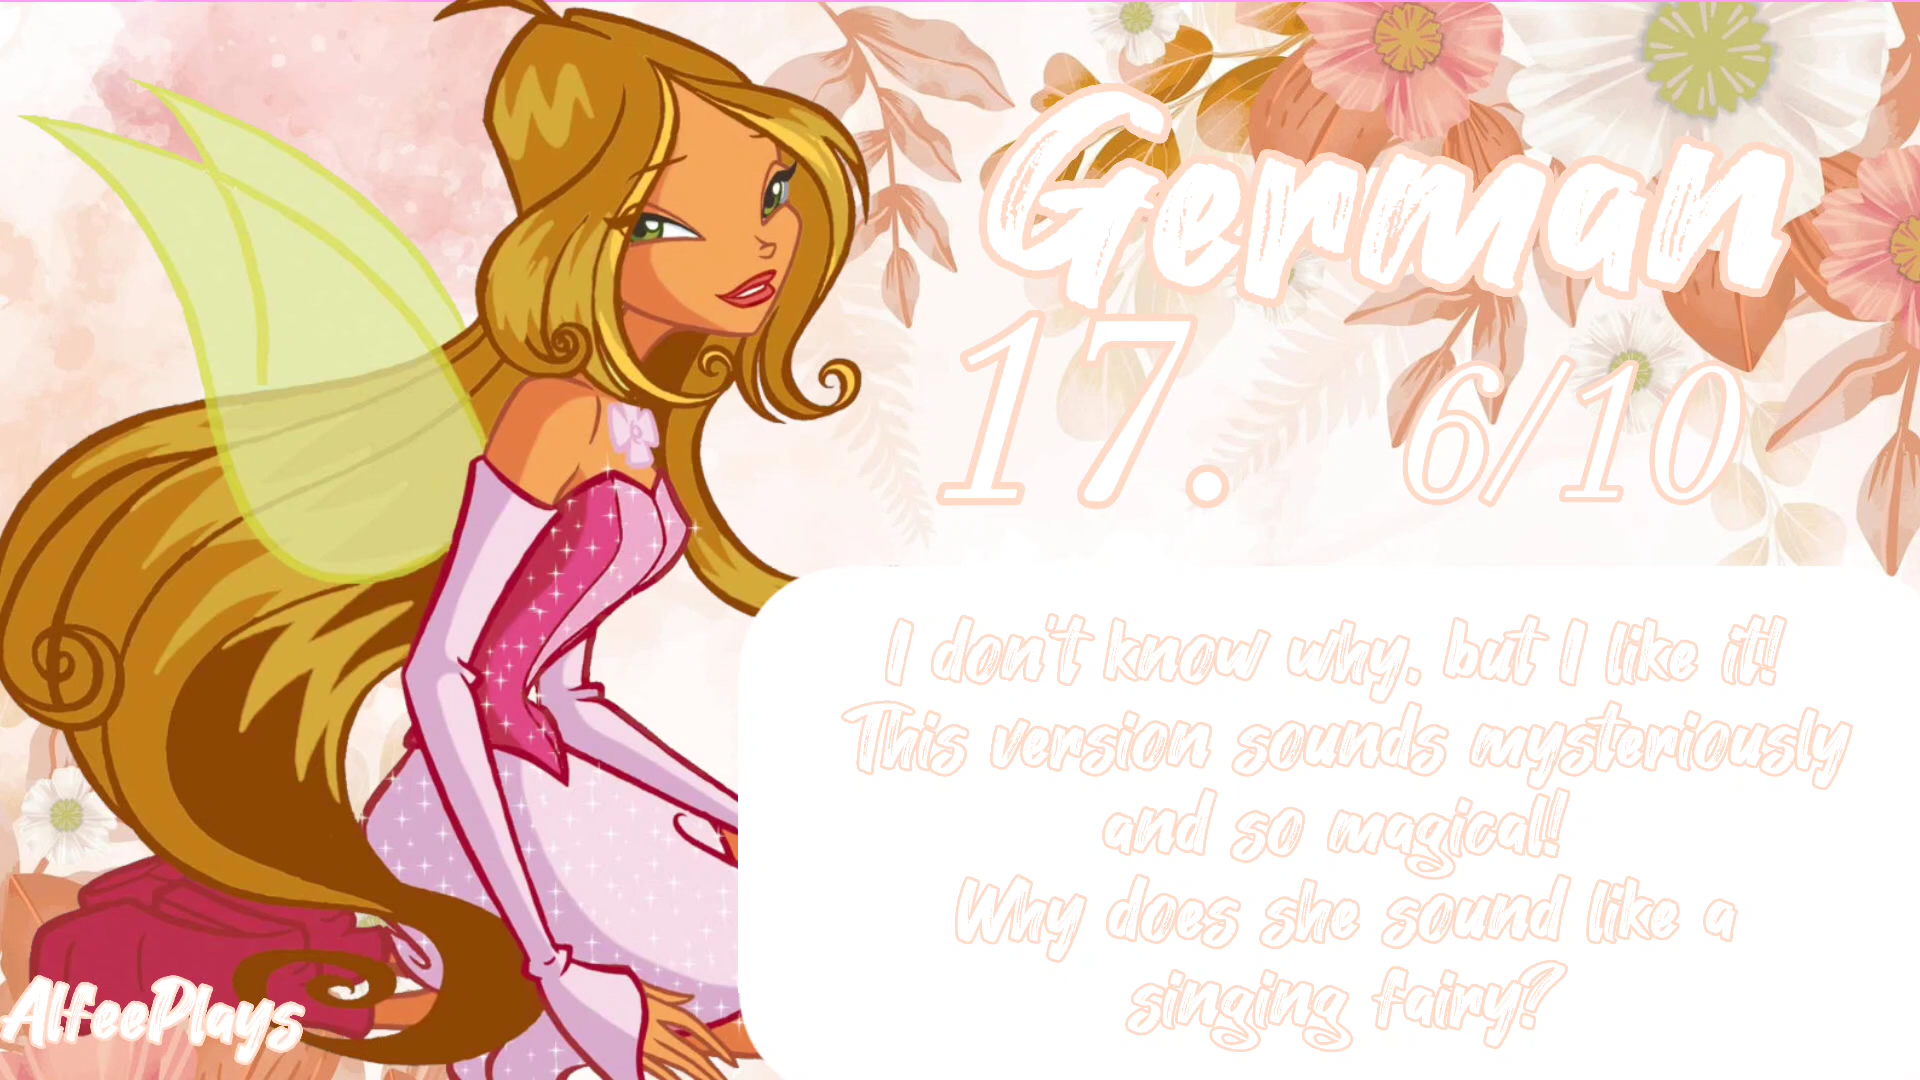 German
17. 6/10
I don't know why, but I like it!
This version sounds mysteriously
and so magical!
Why does she sound like a
singing fairy?
AlfeePlays